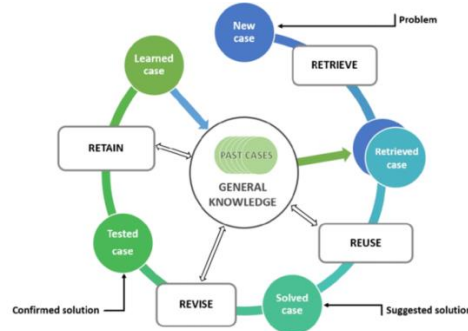 New
case
Problem
RETRIEVE
Learned
case
RETAIN
PAST CASES
GENERAL
KNOWLEDGE
Retrieved
case
REUSE
Tested
case
REVISE
Solved
case
Confirmed solution
Suggested solution